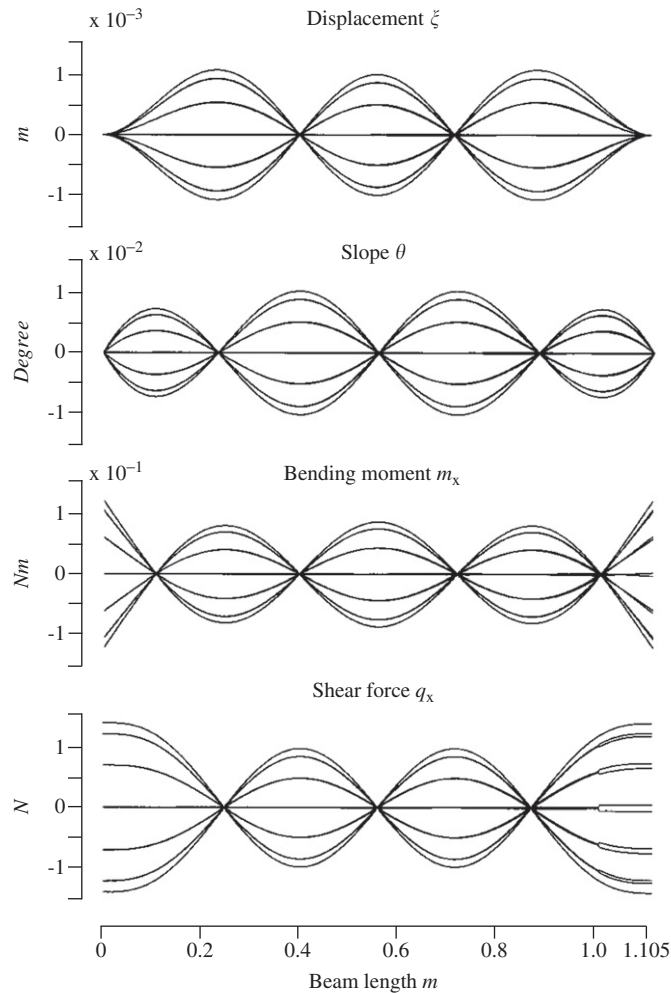 x 10⁻³
Displacement ξ
1
0
-1
m
x 10⁻²
Slope θ
1
0
-1
Degree
x 10⁻¹
Bending moment mₓ
1
0
-1
Nm
Shear force qₓ
1
0
-1
N
0 0.2 0.4 0.6 0.8 1.0 1.105
Beam length m